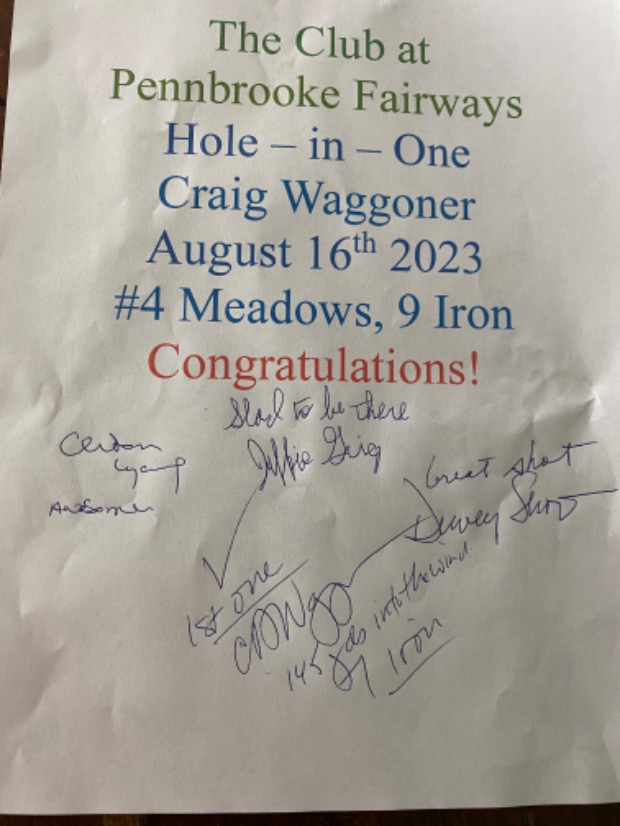 The Club at
Pennbrooke Fairways
Hole – in – One
Craig Waggoner
August 16th 2023
#4 Meadows, 9 Iron
Congratulations!
Glad to be there
Awesome
Great shot
Dewey
1st one
145 yds into the wind
Iron